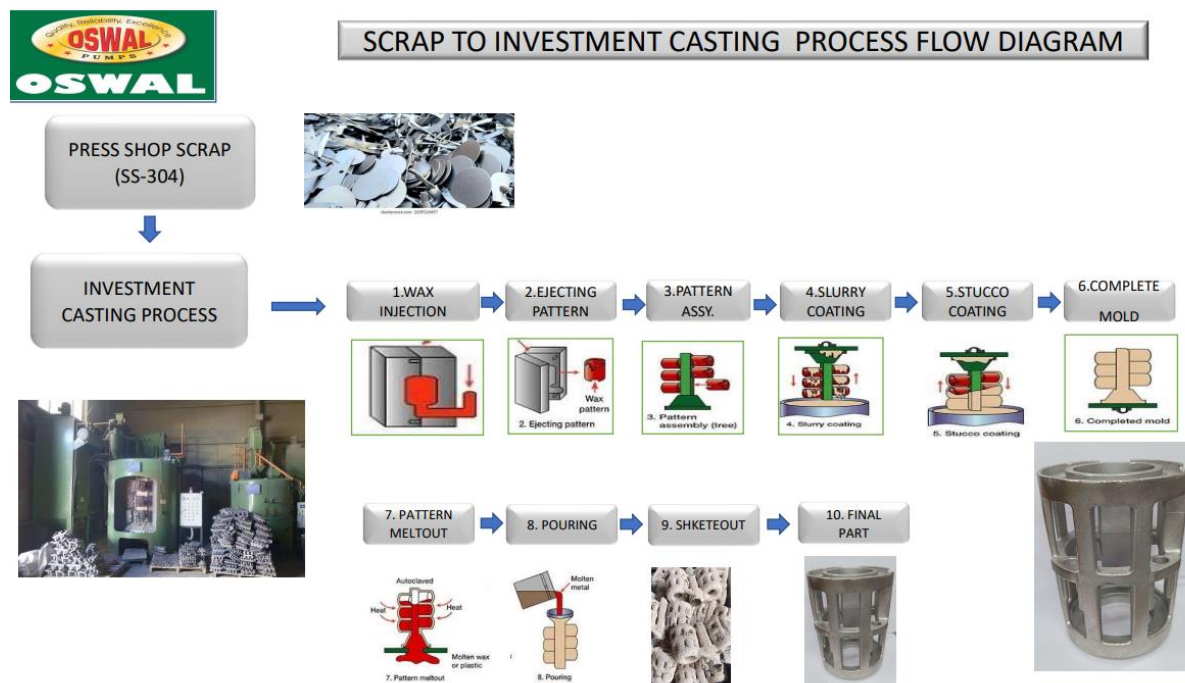 Quality, Reliability, Excellence
OSWAL
PUMPS
OSWAL
SCRAP TO INVESTMENT CASTING PROCESS FLOW DIAGRAM
PRESS SHOP SCRAP
(SS-304)
INVESTMENT
CASTING PROCESS
1.WAX
INJECTION
2.EJECTING
PATTERN
3.PATTERN
ASSY.
4.SLURRY
COATING
5.STUCCO
COATING
6.COMPLETE
MOLD
Wax
pattern
2. Ejecting pattern
3. Pattern
assembly (tree)
4. Slurry coating
5. Stucco coating
6. Completed mold
7. PATTERN
MELTOUT
8. POURING
9. SHKETEOUT
10. FINAL
PART
Autoclaved
Heat
Heat
Molten wax
or plastic
7. Pattern meltout
Molten
metal
8. Pouring